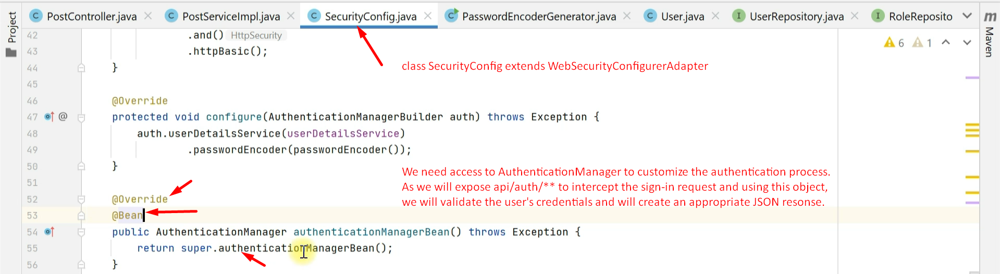 Project
PostController.java
PostServiceImpl.java
SecurityConfig.java
PasswordEncoderGenerator.java
User.java
UserRepository.java
RoleReposito
Maven
6 1
42 .and() HttpSecurity
43 .httpBasic();
44 }
class SecurityConfig extends WebSecurityConfigurerAdapter
45
46 @Override
47 @ protected void configure(AuthenticationManagerBuilder auth) throws Exception {
48 auth.userDetailsService(userDetailsService)
49 .passwordEncoder(passwordEncoder());
50 }
We need access to AuthenticationManager to customize the authentication process.
As we will expose api/auth/** to intercept the sign-in request and using this object,
we will validate the user's credentials and will create an appropriate JSON resonse.
51
52 @Override
53 @Bean
54 public AuthenticationManager authenticationManagerBean() throws Exception {
55 return super.authenticationManagerBean();
56 }